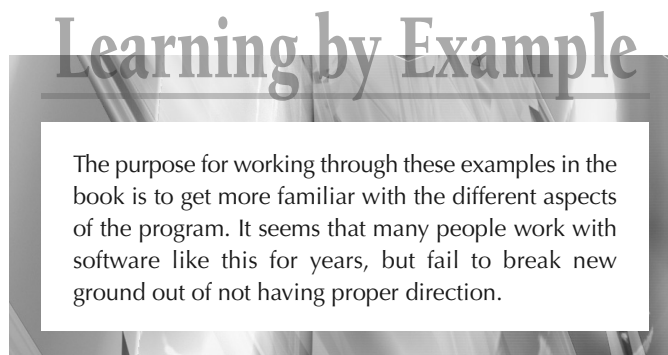 Learning by Example
The purpose for working through these examples in the
book is to get more familiar with the different aspects
of the program. It seems that many people work with
software like this for years, but fail to break new
ground out of not having proper direction.